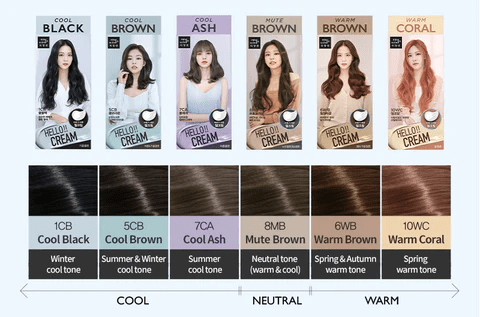 COOL
BLACK
COOL
BROWN
COOL
ASH
MUTE
BROWN
WARM
BROWN
WARM
CORAL
HELLO!!
CREAM
HELLO!!
CREAM
HELLO!!
CREAM
HELLO!!
CREAM
HELLO!!
CREAM
HELLO!!
CREAM
1CB
Cool Black
5CB
Cool Brown
7CA
Cool Ash
8MB
Mute Brown
6WB
Warm Brown
10WC
Warm Coral
Winter
cool tone
Summer & Winter
cool tone
Summer
cool tone
Neutral tone
(warm & cool)
Spring & Autumn
warm tone
Spring
warm tone
COOL
NEUTRAL
WARM